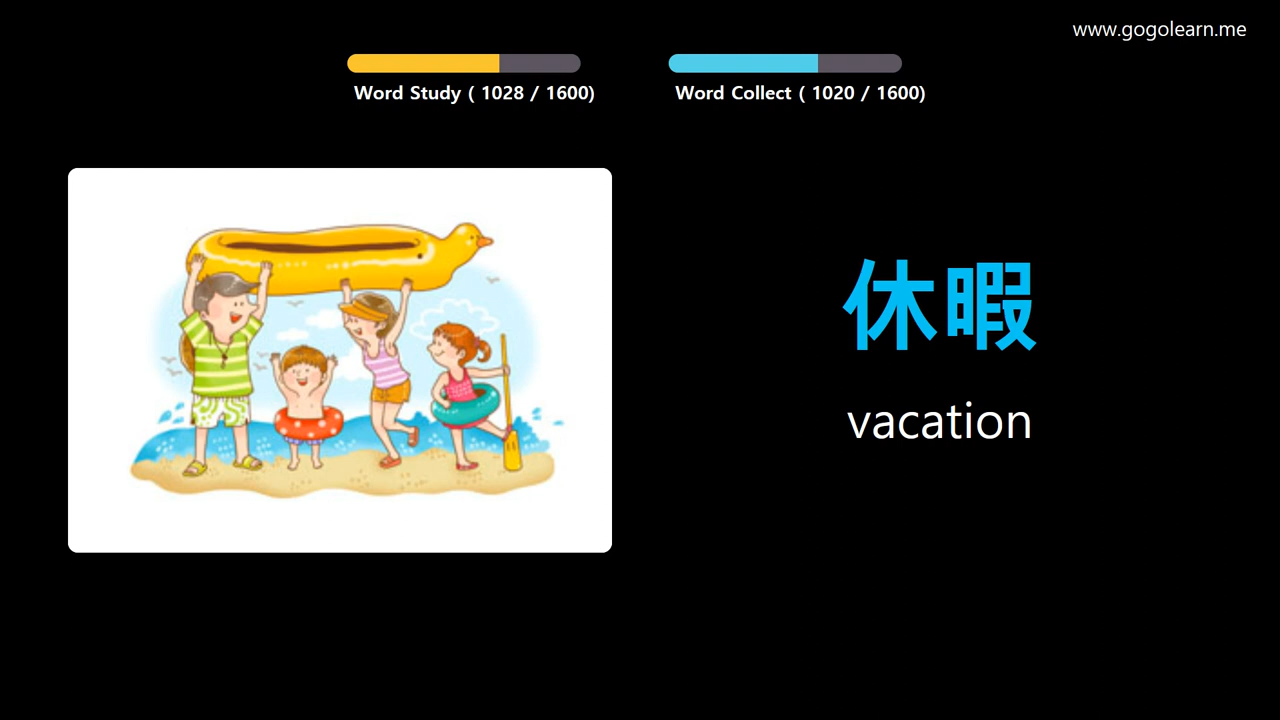 www.gogolearn.me
Word Study ( 1028 / 1600)
Word Collect ( 1020 / 1600)
休暇
vacation